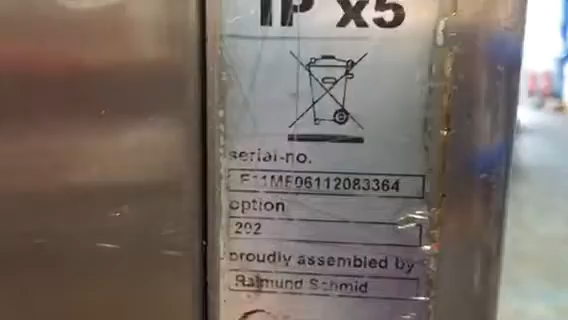 IP x5
serial-no.
E11MF06112083364
option
202
proudly assembled by
Raimund Schmid